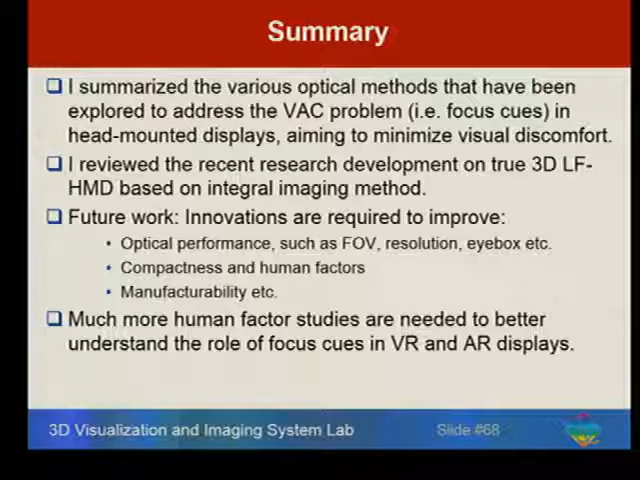 Summary
I summarized the various optical methods that have been
explored to address the VAC problem (i.e. focus cues) in
head-mounted displays, aiming to minimize visual discomfort.
I reviewed the recent research development on true 3D LF-
HMD based on integral imaging method.
Future work: Innovations are required to improve:
• Optical performance, such as FOV, resolution, eyebox etc.
• Compactness and human factors
• Manufacturability etc.
Much more human factor studies are needed to better
understand the role of focus cues in VR and AR displays.
3D Visualization and Imaging System Lab
Slide #68